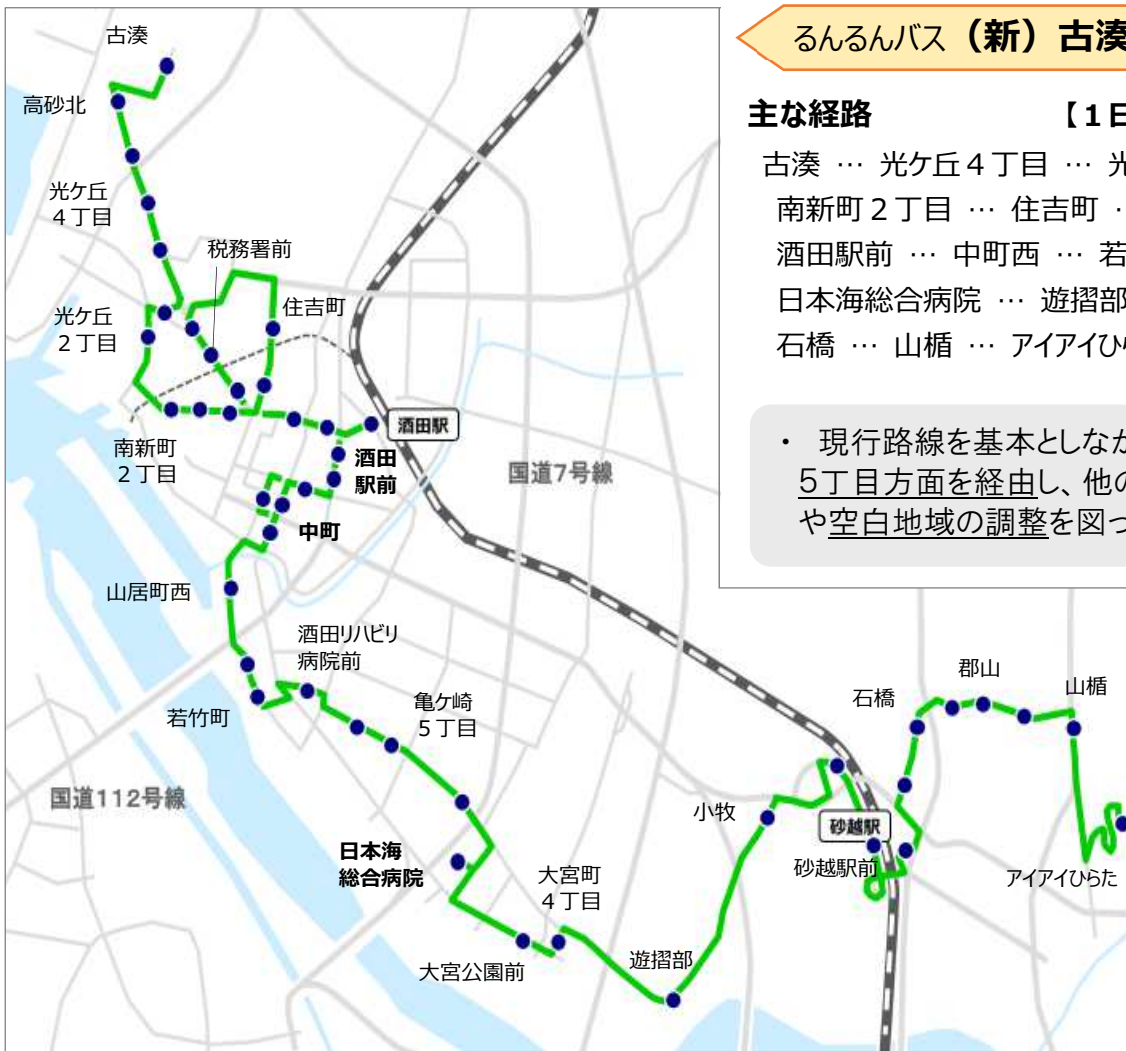 るんるんバス（新）古湊
主な経路 【１日
古湊 … 光ケ丘４丁目 … 光
南新町２丁目 … 住吉町 …
酒田駅前 … 中町西 … 若
日本海総合病院 … 遊摺部
石橋 … 山楯 … アイアイひら
・ 現行路線を基本としなが
５丁目方面を経由し、他の
や空白地域の調整を図っ
古湊
高砂北
光ケ丘
４丁目
税務署前
住吉町
光ケ丘
２丁目
酒田駅
南新町
２丁目
酒田
駅前
国道7号線
中町
山居町西
酒田リハビリ
病院前
若竹町
亀ケ崎
５丁目
国道112号線
日本海
総合病院
大宮町
４丁目
大宮公園前
遊摺部
小牧
砂越駅
砂越駅前
石橋
郡山
山楯
アイアイひらた